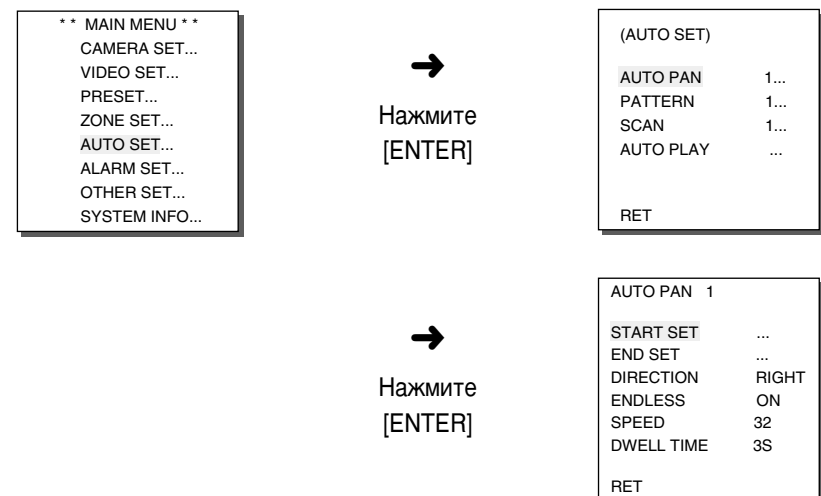 * * MAIN MENU * *
CAMERA SET...
VIDEO SET...
PRESET...
ZONE SET...
AUTO SET...
ALARM SET...
OTHER SET...
SYSTEM INFO...
➜
Нажмите
[ENTER]
(AUTO SET)
AUTO PAN 1...
PATTERN 1...
SCAN 1...
AUTO PLAY ...
RET
➜
Нажмите
[ENTER]
AUTO PAN 1
START SET ...
END SET ...
DIRECTION RIGHT
ENDLESS ON
SPEED 32
DWELL TIME 3S
RET